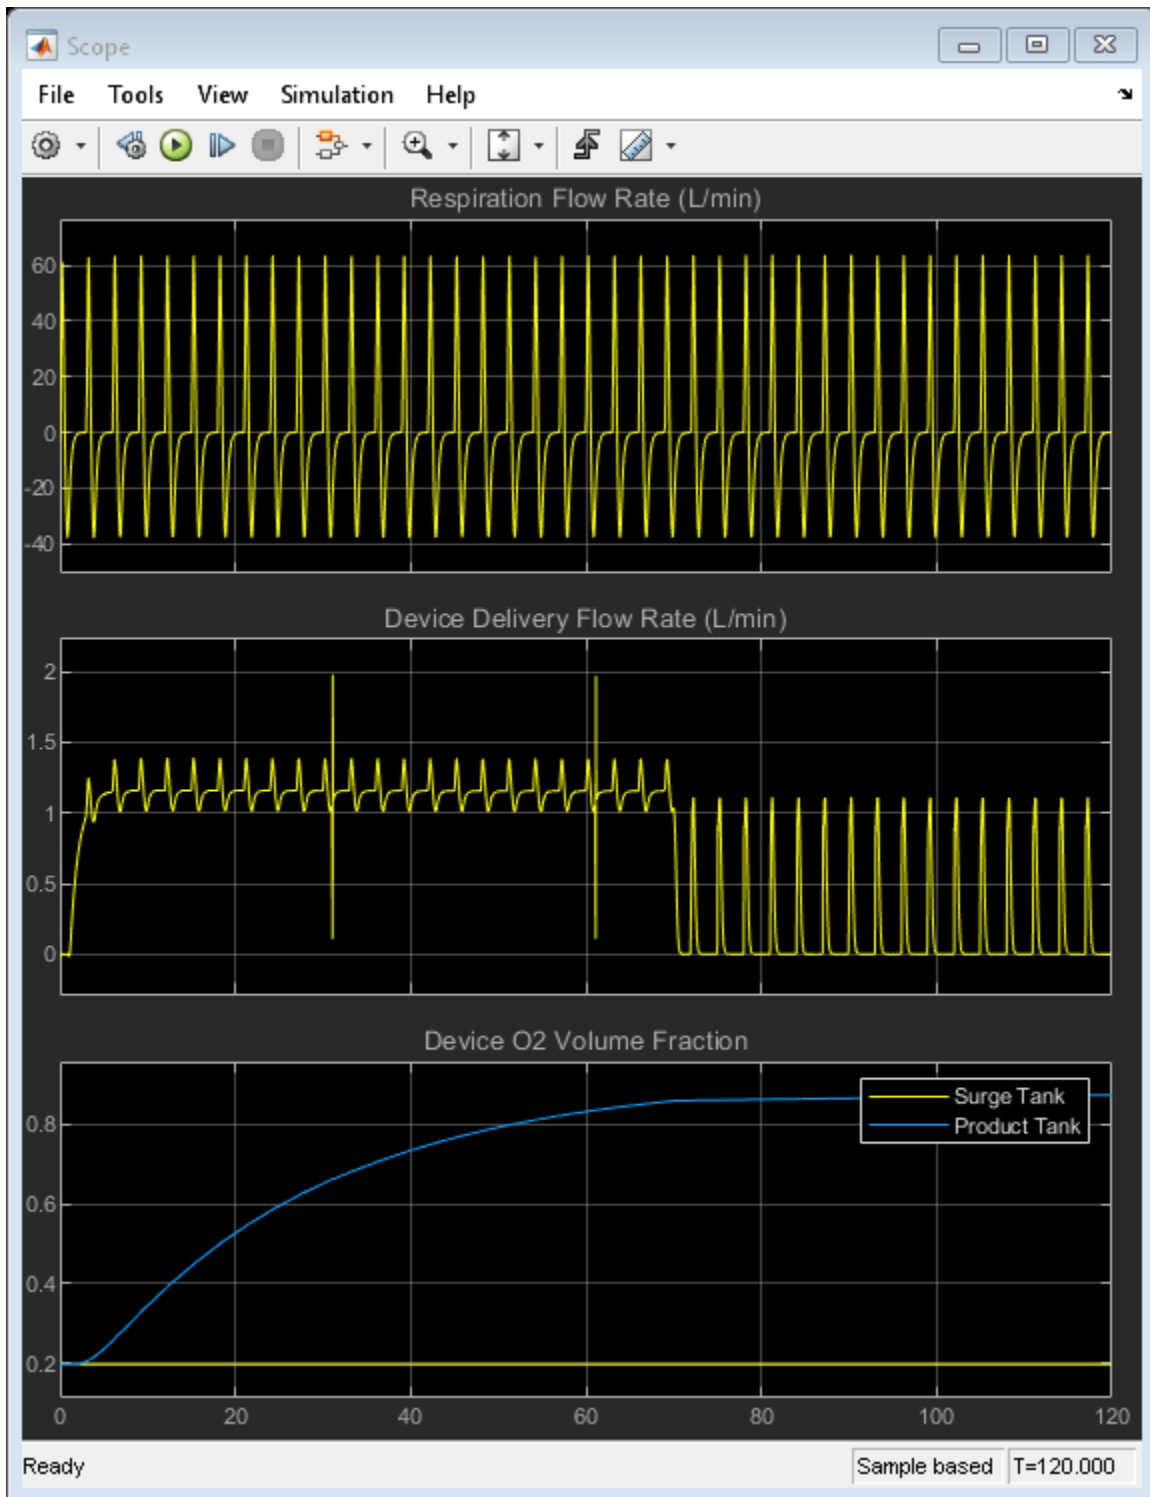 Scope
File Tools View Simulation Help
Respiration Flow Rate (L/min)
60
40
20
0
-20
-40
Device Delivery Flow Rate (L/min)
2
1.5
1
0.5
0
Device O2 Volume Fraction
Surge Tank
Product Tank
0.8
0.6
0.4
0.2
0 20 40 60 80 100 120
Ready Sample based T=120.000